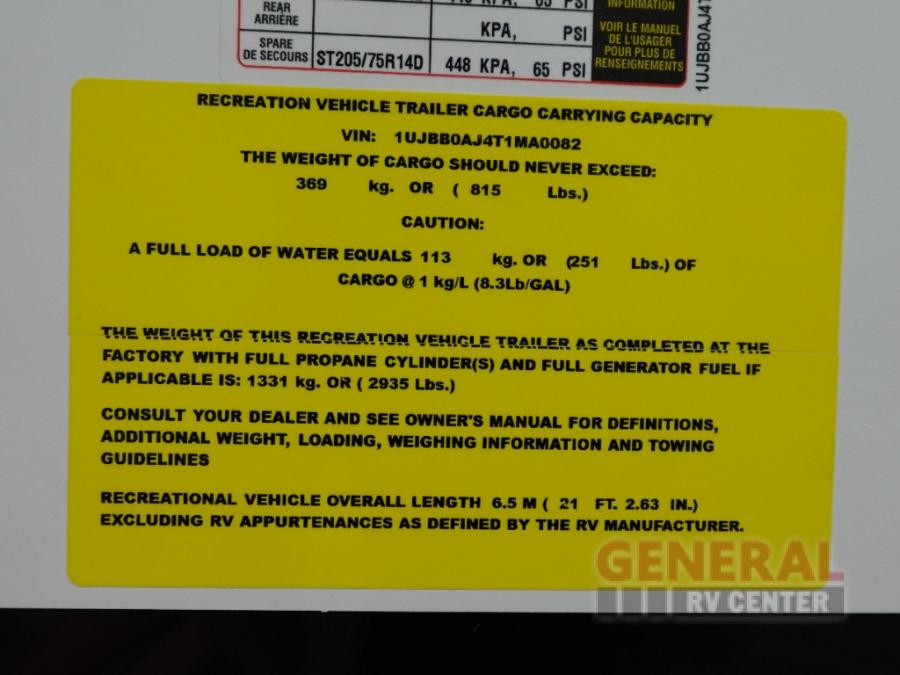 65 PSI
INFORMATION
REAR
ARRIÈRE
KPA, PSI
VOIR LE MANUEL
DE L'USAGER
POUR PLUS DE
RENSEIGNEMENTS
SPARE
DE SECOURS ST205/75R14D 448 KPA, 65 PSI
1UJBB0AJ4T
RECREATION VEHICLE TRAILER CARGO CARRYING CAPACITY
VIN: 1UJBB0AJ4T1MA0082
THE WEIGHT OF CARGO SHOULD NEVER EXCEED:
369 kg. OR ( 815 Lbs.)
CAUTION:
A FULL LOAD OF WATER EQUALS 113 kg. OR (251 Lbs.) OF
CARGO @ 1 kg/L (8.3Lb/GAL)
THE WEIGHT OF THIS RECREATION VEHICLE TRAILER AS COMPLETED AT THE
FACTORY WITH FULL PROPANE CYLINDER(S) AND FULL GENERATOR FUEL IF
APPLICABLE IS: 1331 kg. OR ( 2935 Lbs.)
CONSULT YOUR DEALER AND SEE OWNER'S MANUAL FOR DEFINITIONS,
ADDITIONAL WEIGHT, LOADING, WEIGHING INFORMATION AND TOWING
GUIDELINES
RECREATIONAL VEHICLE OVERALL LENGTH 6.5 M ( 21 FT. 2.63 IN.)
EXCLUDING RV APPURTENANCES AS DEFINED BY THE RV MANUFACTURER.
GENERAL
RV CENTER